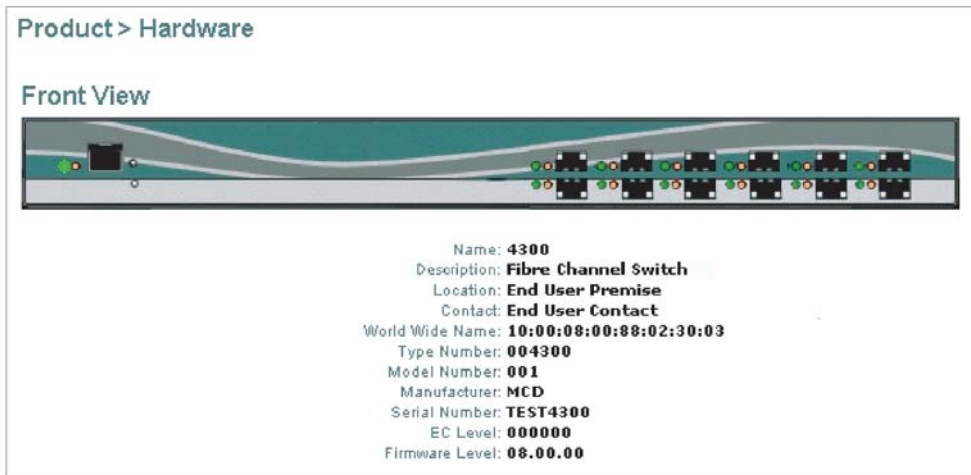 Product > Hardware
Front View
Name: 4300
Description: Fibre Channel Switch
Location: End User Premise
Contact: End User Contact
World Wide Name: 10:00:08:00:88:02:30:03
Type Number: 004300
Model Number: 001
Manufacturer: MCD
Serial Number: TEST4300
EC Level: 000000
Firmware Level: 08.00.00